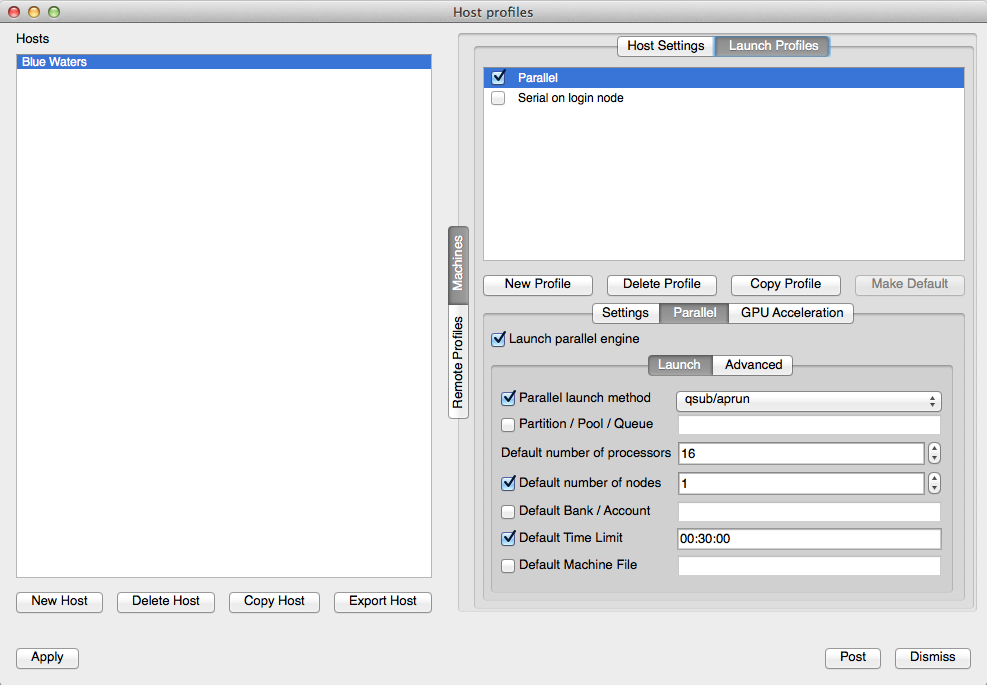 Host profiles
Hosts
Blue Waters
New Host
Delete Host
Copy Host
Export Host
Machines
Remote Profiles
Host Settings
Launch Profiles
Parallel
Serial on login node
New Profile
Delete Profile
Copy Profile
Make Default
Settings
Parallel
GPU Acceleration
Launch parallel engine
Launch
Advanced
Parallel launch method
qsub/aprun
Partition / Pool / Queue
Default number of processors
16
Default number of nodes
1
Default Bank / Account
Default Time Limit
00:30:00
Default Machine File
Apply
Post
Dismiss